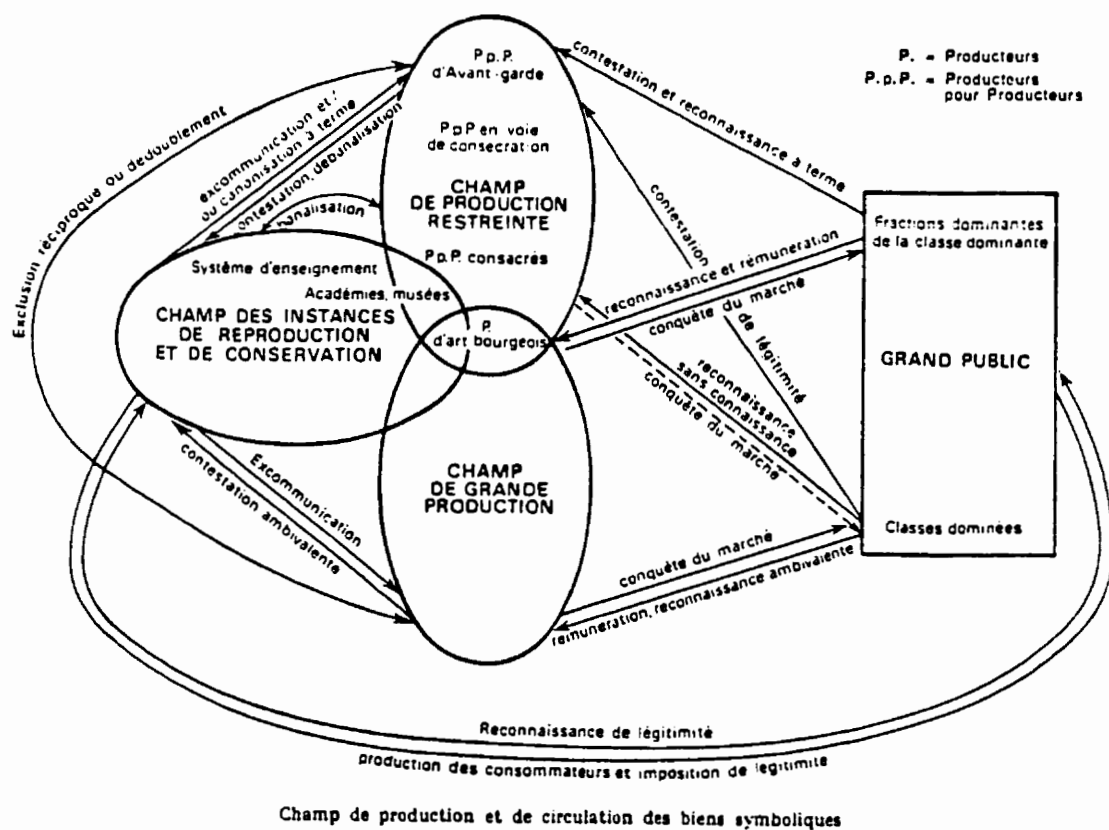 P. = Producteurs
P.p.P. = Producteurs
pour Producteurs
P.p.P.
d'Avant-garde
PpP en voie
de consecration
CHAMP
DE PRODUCTION
RESTREINTE
P.p.P. consacrés
Exclusion réciproque ou dédoublement
excommunication et/
ou canonisation à terme
contestation, débanalisation
banalisation
Système d'enseignement
Académies, musées
CHAMP DES INSTANCES
DE REPRODUCTION
ET DE CONSERVATION
P.
d'art bourgeois
contestation et reconnaissance à terme
contestation
de légitimité
reconnaissance et rémunération
conquête du marché
reconnaissance
sans connaissance
conquête du marché
Fractions dominantes
de la classe dominante
GRAND PUBLIC
Classes dominées
Excommunication
contestation ambivalente
CHAMP
DE GRANDE
PRODUCTION
conquête du marché
rémunération, reconnaissance ambivalente
Reconnaissance de légitimité
production des consommateurs et imposition de légitimité
Champ de production et de circulation des biens symboliques